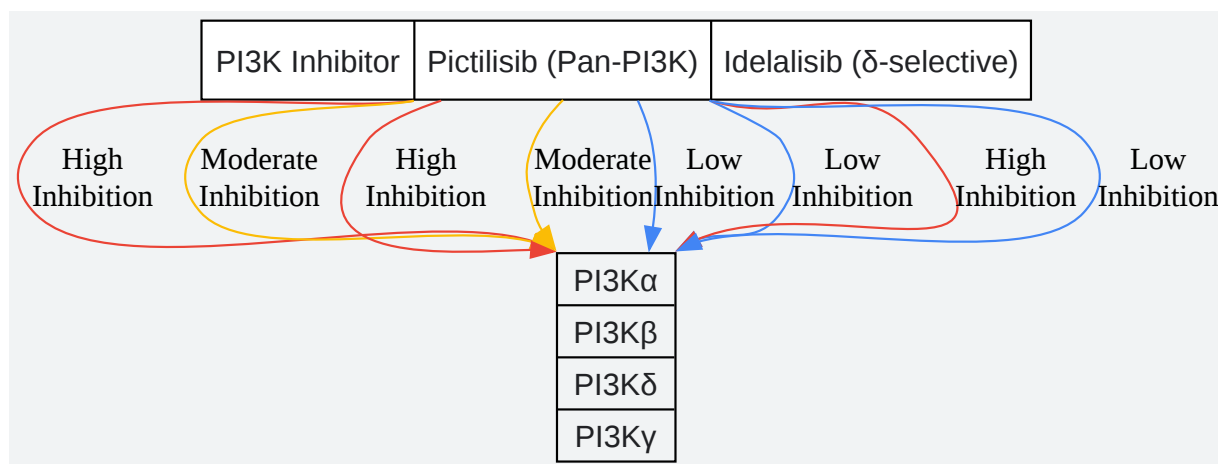 PI3K Inhibitor Pictilisib (Pan-PI3K) Idelalisib (δ-selective)
High Moderate High Moderate Low Low High Low
Inhibition Inhibition Inhibition Inhibition Inhibition Inhibition Inhibition Inhibition
PI3Kα
PI3Kβ
PI3Kδ
PI3Kγ